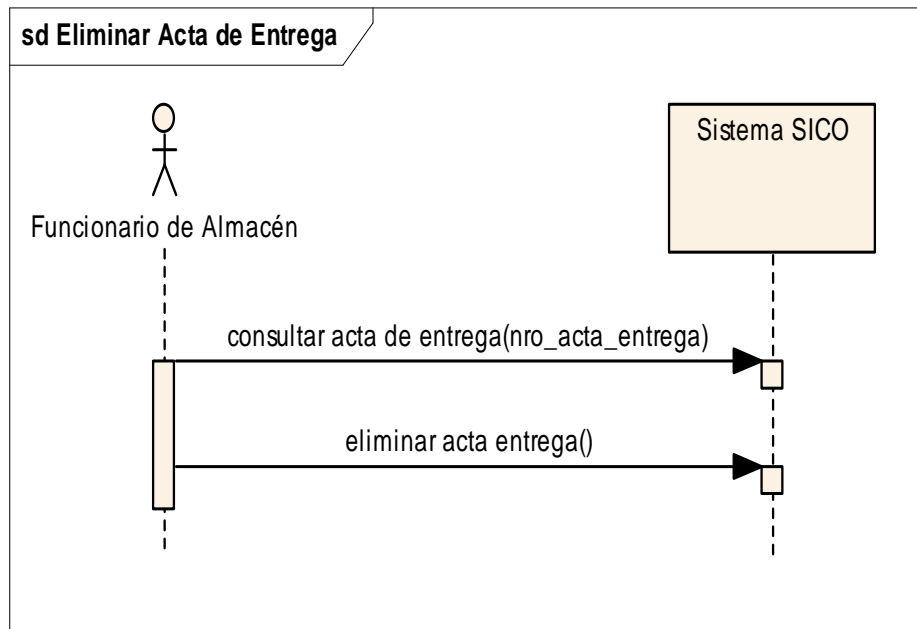 sd Eliminar Acta de Entrega
Sistema SICO
Funcionario de Almacén
consultar acta de entrega(nro_acta_entrega)
eliminar acta entrega()